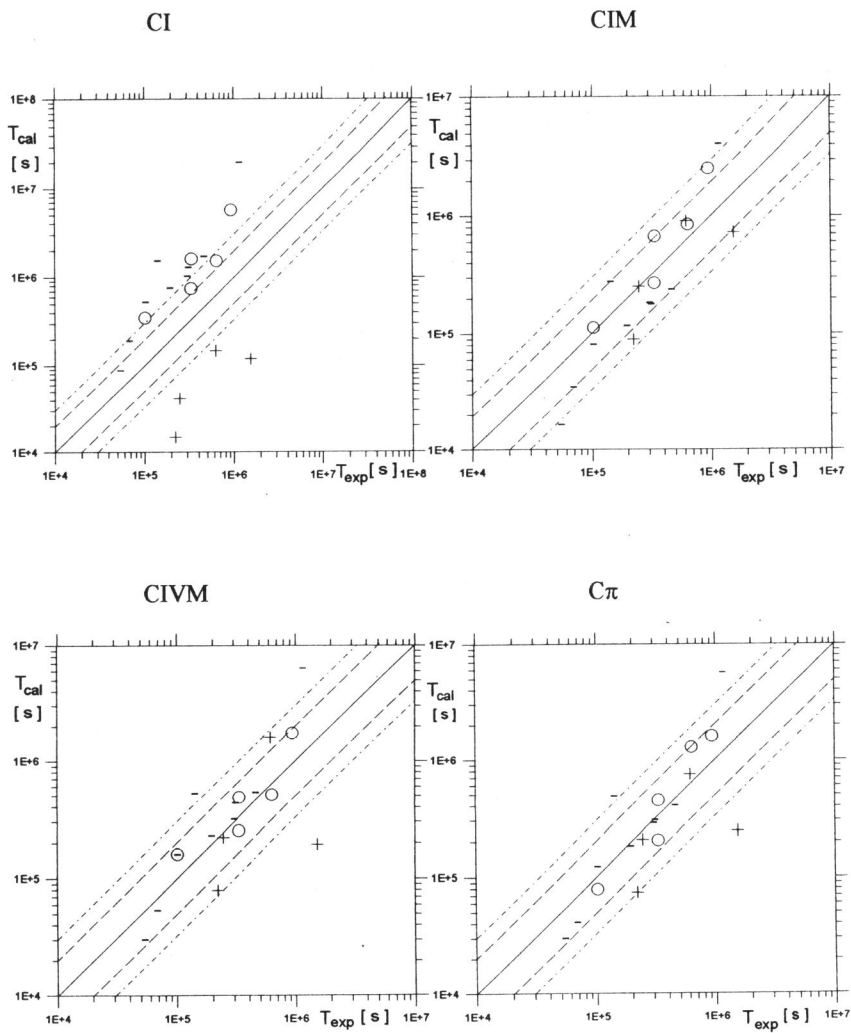 CI
CIM
1E+8
T_cal
[s]
1E+7
1E+6
1E+5
1E+4
1E+4 1E+5 1E+6 1E+7 T_exp [s] 1E+8
1E+7
T_cal
[s]
1E+6
1E+5
1E+4
1E+4 1E+5 1E+6 T_exp [s] 1E+7
CIVM
Cπ
1E+7
T_cal
[s]
1E+6
1E+5
1E+4
1E+4 1E+5 1E+6 T_exp [s] 1E+7
1E+7
T_cal
[s]
1E+6
1E+5
1E+4
1E+4 1E+5 1E+6 T_exp [s] 1E+7